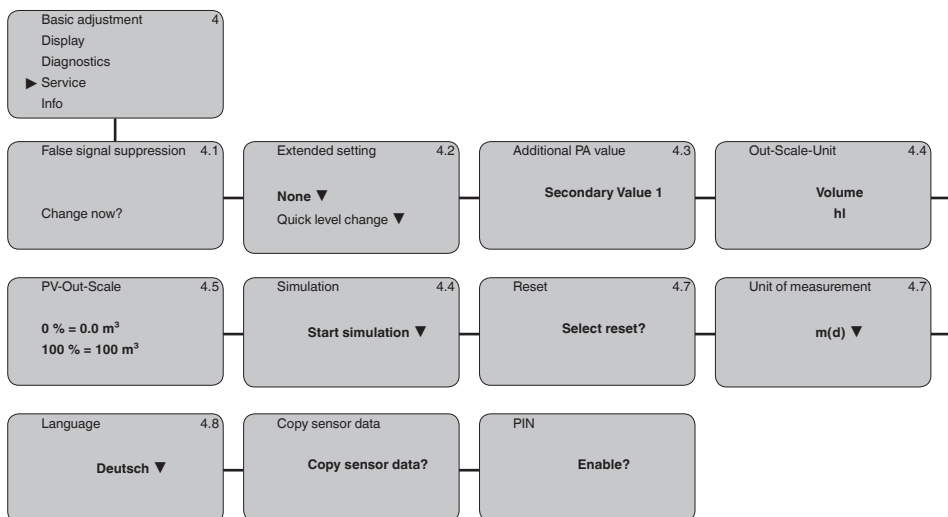 Basic adjustment 4
Display
Diagnostics
▶ Service
Info
False signal suppression 4.1
Change now?
Extended setting 4.2
None ▼
Quick level change ▼
Additional PA value 4.3
Secondary Value 1
Out-Scale-Unit 4.4
Volume
hl
PV-Out-Scale 4.5
0 % = 0.0 m³
100 % = 100 m³
Simulation 4.4
Start simulation ▼
Reset 4.7
Select reset?
Unit of measurement 4.7
m(d) ▼
Language 4.8
Deutsch ▼
Copy sensor data
Copy sensor data?
PIN
Enable?